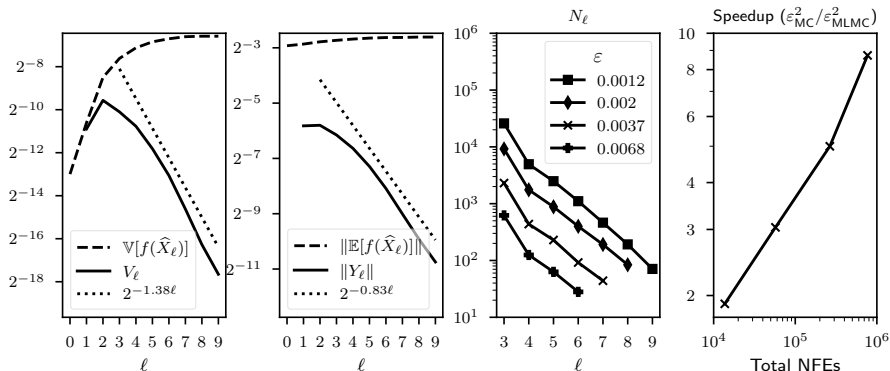 2^{-8}
2^{-10}
2^{-12}
2^{-14}
2^{-16}
2^{-18}
𝕍[f(X̂_ℓ)]
V_ℓ
2^{-1.38ℓ}
0 1 2 3 4 5 6 7 8 9
ℓ
2^{-3}
2^{-5}
2^{-7}
2^{-9}
2^{-11}
‖𝔼[f(X̂_ℓ)]‖
‖Y_ℓ‖
2^{-0.83ℓ}
0 1 2 3 4 5 6 7 8 9
ℓ
N_ℓ
10^6
10^5
10^4
10^3
10^2
10^1
ε
0.0012
0.002
0.0037
0.0068
3 4 5 6 7 8 9
ℓ
Speedup (ε²_MC/ε²_MLMC)
10
8
6
5
4
3
2
10^4 10^5 10^6
Total NFEs